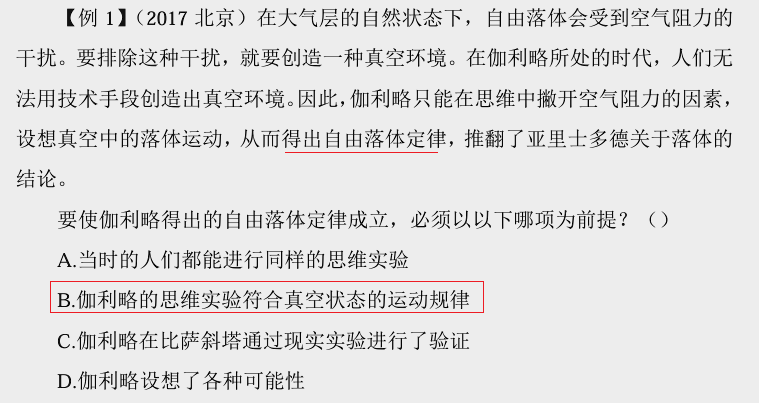 【例 1】（2017 北京）在大气层的自然状态下，自由落体会受到空气阻力的
干扰。要排除这种干扰，就要创造一种真空环境。在伽利略所处的时代，人们无
法用技术手段创造出真空环境。因此，伽利略只能在思维中撇开空气阻力的因素，
设想真空中的落体运动，从而得出自由落体定律，推翻了亚里士多德关于落体的
结论。
要使伽利略得出的自由落体定律成立，必须以以下哪项为前提？（）
A.当时的人们都能进行同样的思维实验
B.伽利略的思维实验符合真空状态的运动规律
C.伽利略在比萨斜塔通过现实实验进行了验证
D.伽利略设想了各种可能性